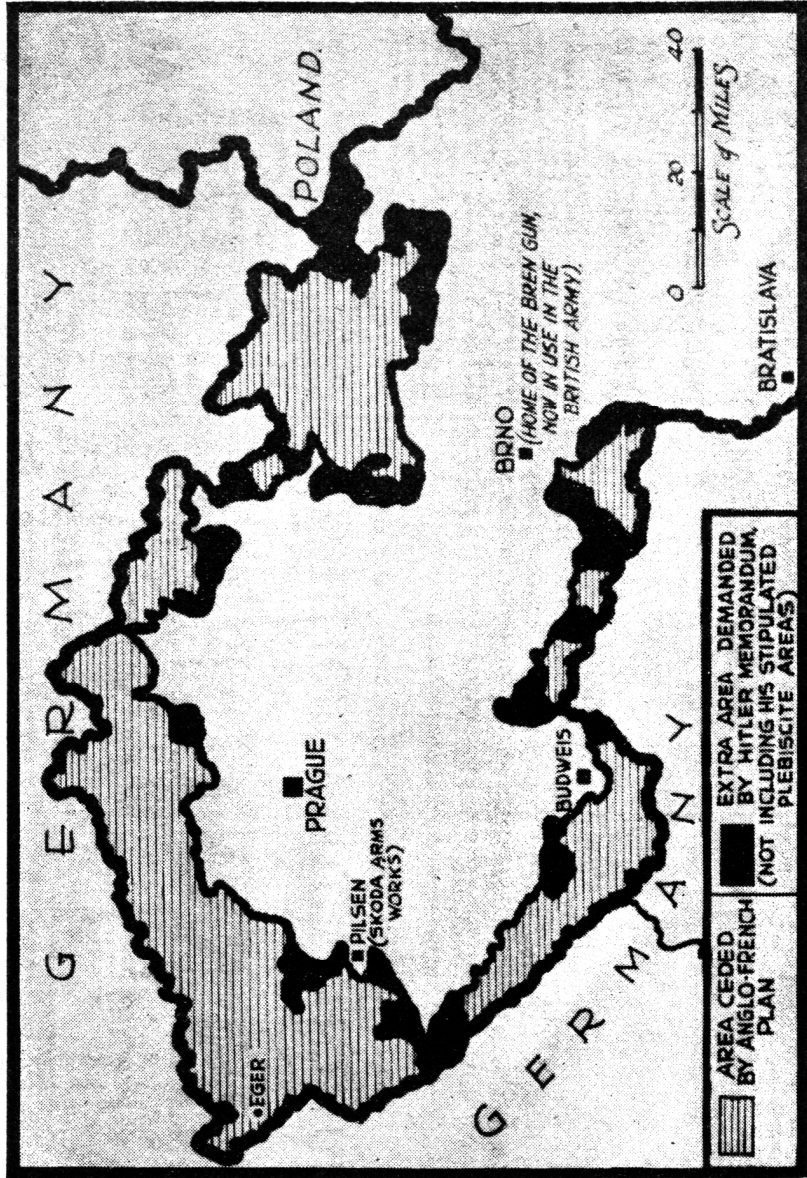 GERMANY
POLAND.
PRAGUE
PILSEN
(SKODA ARMS
WORKS)
•EGER
BRNO
(HOME OF THE BREN GUN,
NOW IN USE IN THE
BRITISH ARMY).
BUDWEIS
GERMANY
BRATISLAVA
0 20 40
SCALE of MILES
AREA CEDED
BY ANGLO-FRENCH
PLAN
EXTRA AREA DEMANDED
BY HITLER MEMORANDUM,
(NOT INCLUDING HIS STIPULATED
PLEBISCITE AREAS)